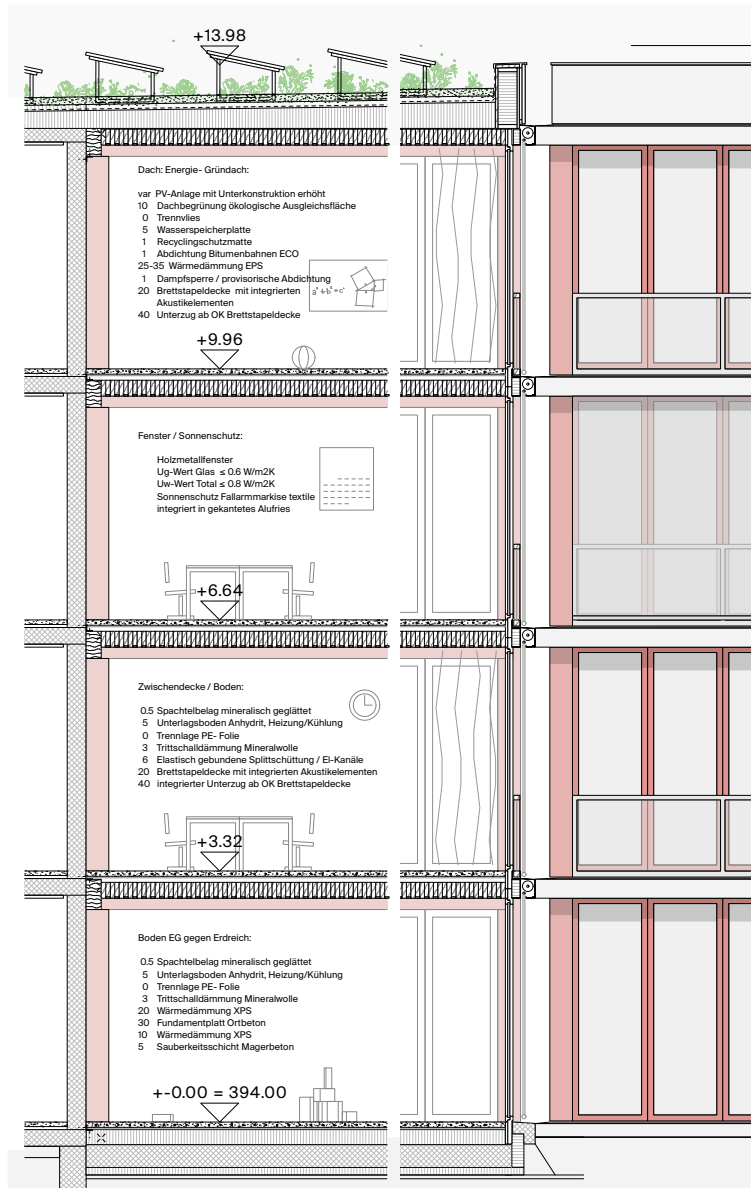 +13.98
Dach: Energie- Gründach:
var PV-Anlage mit Unterkonstruktion erhöht
10 Dachbegrünung ökologische Ausgleichsfläche
0 Trennvlies
5 Wasserspeicherplatte
1 Recyclingschutzmatte
1 Abdichtung Bitumenbahnen ECO
25-35 Wärmedämmung EPS
1 Dampfsperre / provisorische Abdichtung
20 Brettstapeldecke mit integrierten
Akustikelementen
40 Unterzug ab OK Brettstapeldecke
a²+b²=c²
+9.96
Fenster / Sonnenschutz:
Holzmetallfenster
Ug-Wert Glas ≤ 0.6 W/m2K
Uw-Wert Total ≤ 0.8 W/m2K
Sonnenschutz Fallarmmarkise textile
integriert in gekantetes Alufries
+6.64
Zwischendecke / Boden:
0.5 Spachtelbelag mineralisch geglättet
5 Unterlagsboden Anhydrit, Heizung/Kühlung
0 Trennlage PE- Folie
3 Trittschalldämmung Mineralwolle
6 Elastisch gebundene Splittschüttung / El-Kanäle
20 Brettstapeldecke mit integrierten Akustikelementen
40 integrierter Unterzug ab OK Brettstapeldecke
+3.32
Boden EG gegen Erdreich:
0.5 Spachtelbelag mineralisch geglättet
5 Unterlagsboden Anhydrit, Heizung/Kühlung
0 Trennlage PE- Folie
3 Trittschalldämmung Mineralwolle
20 Wärmedämmung XPS
30 Fundamentplatt Ortbeton
10 Wärmedämmung XPS
5 Sauberkeitsschicht Magerbeton
+-0.00 = 394.00